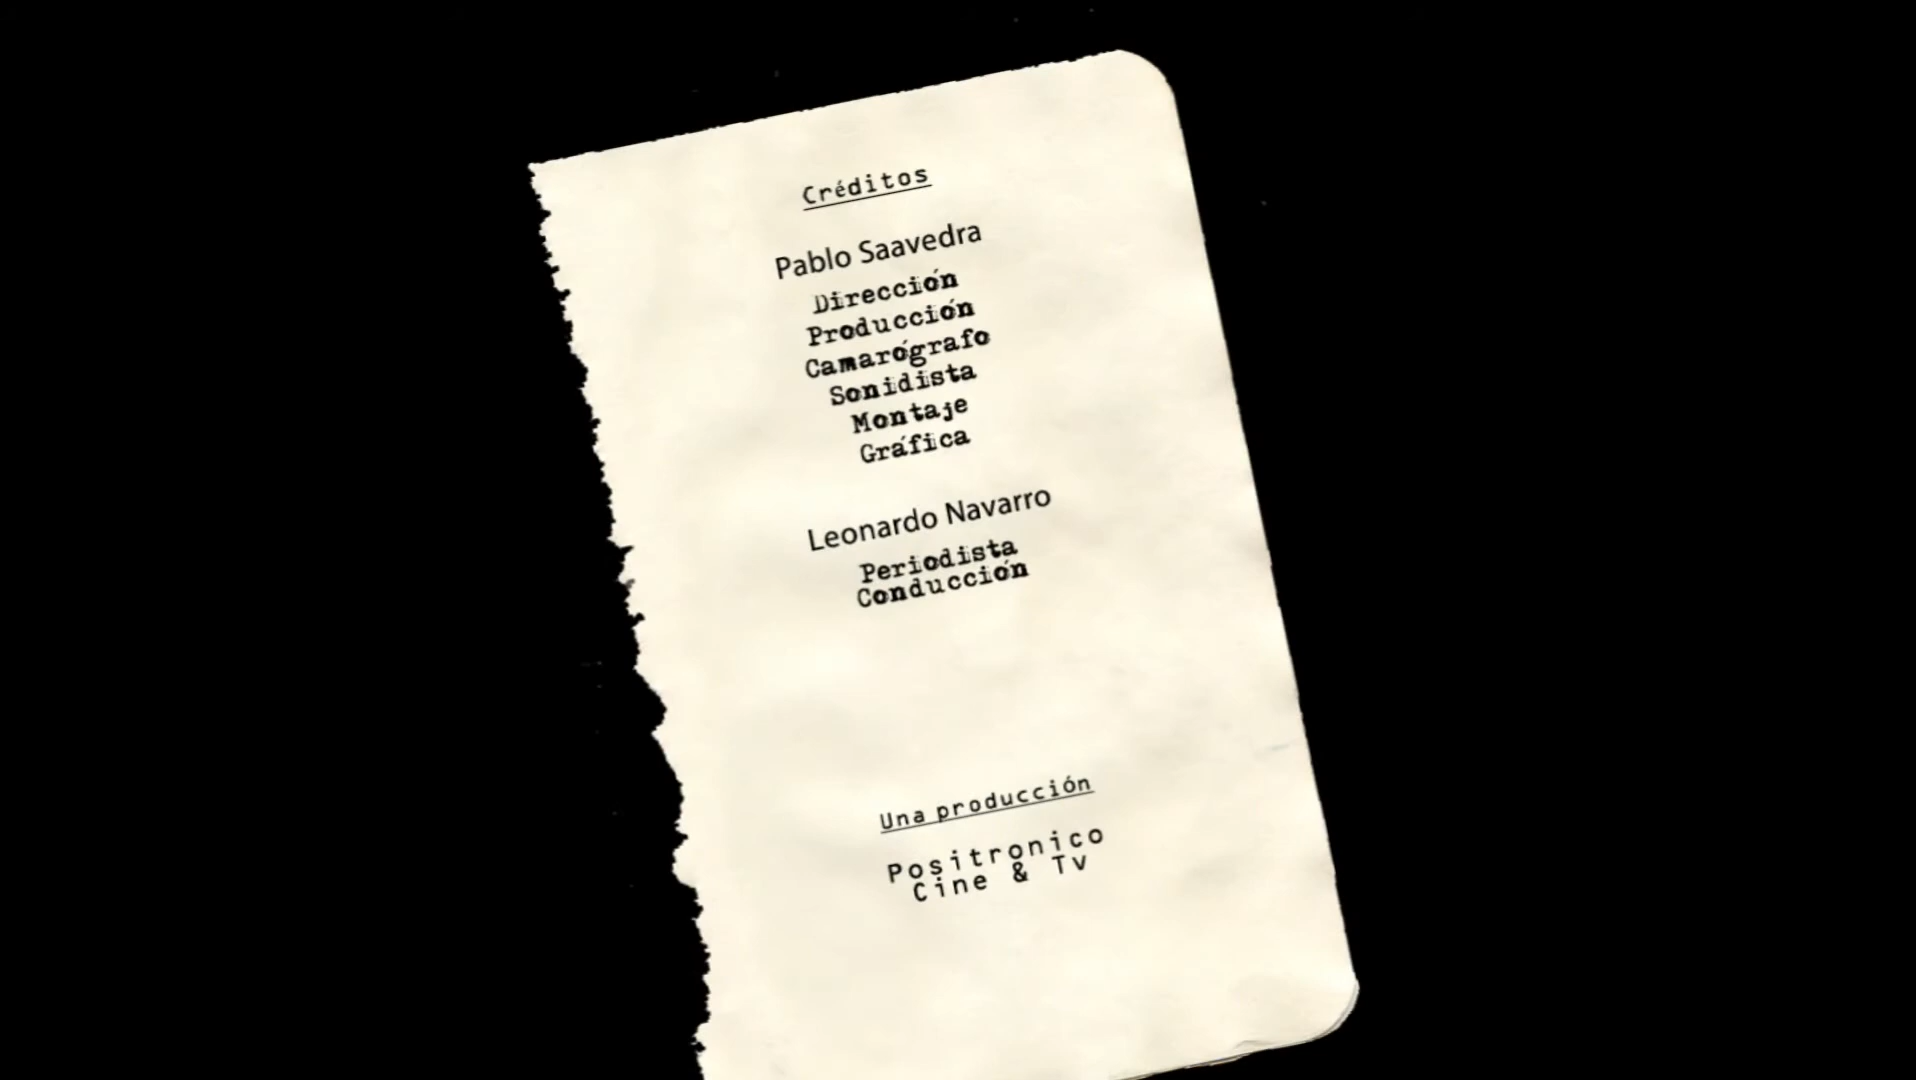 Créditos
Pablo Saavedra
Dirección
Producción
Camarógrafo
Sonidista
Montaje
Gráfica
Leonardo Navarro
Periodista
Conducción
Una producción
Positronico
Cine & Tv